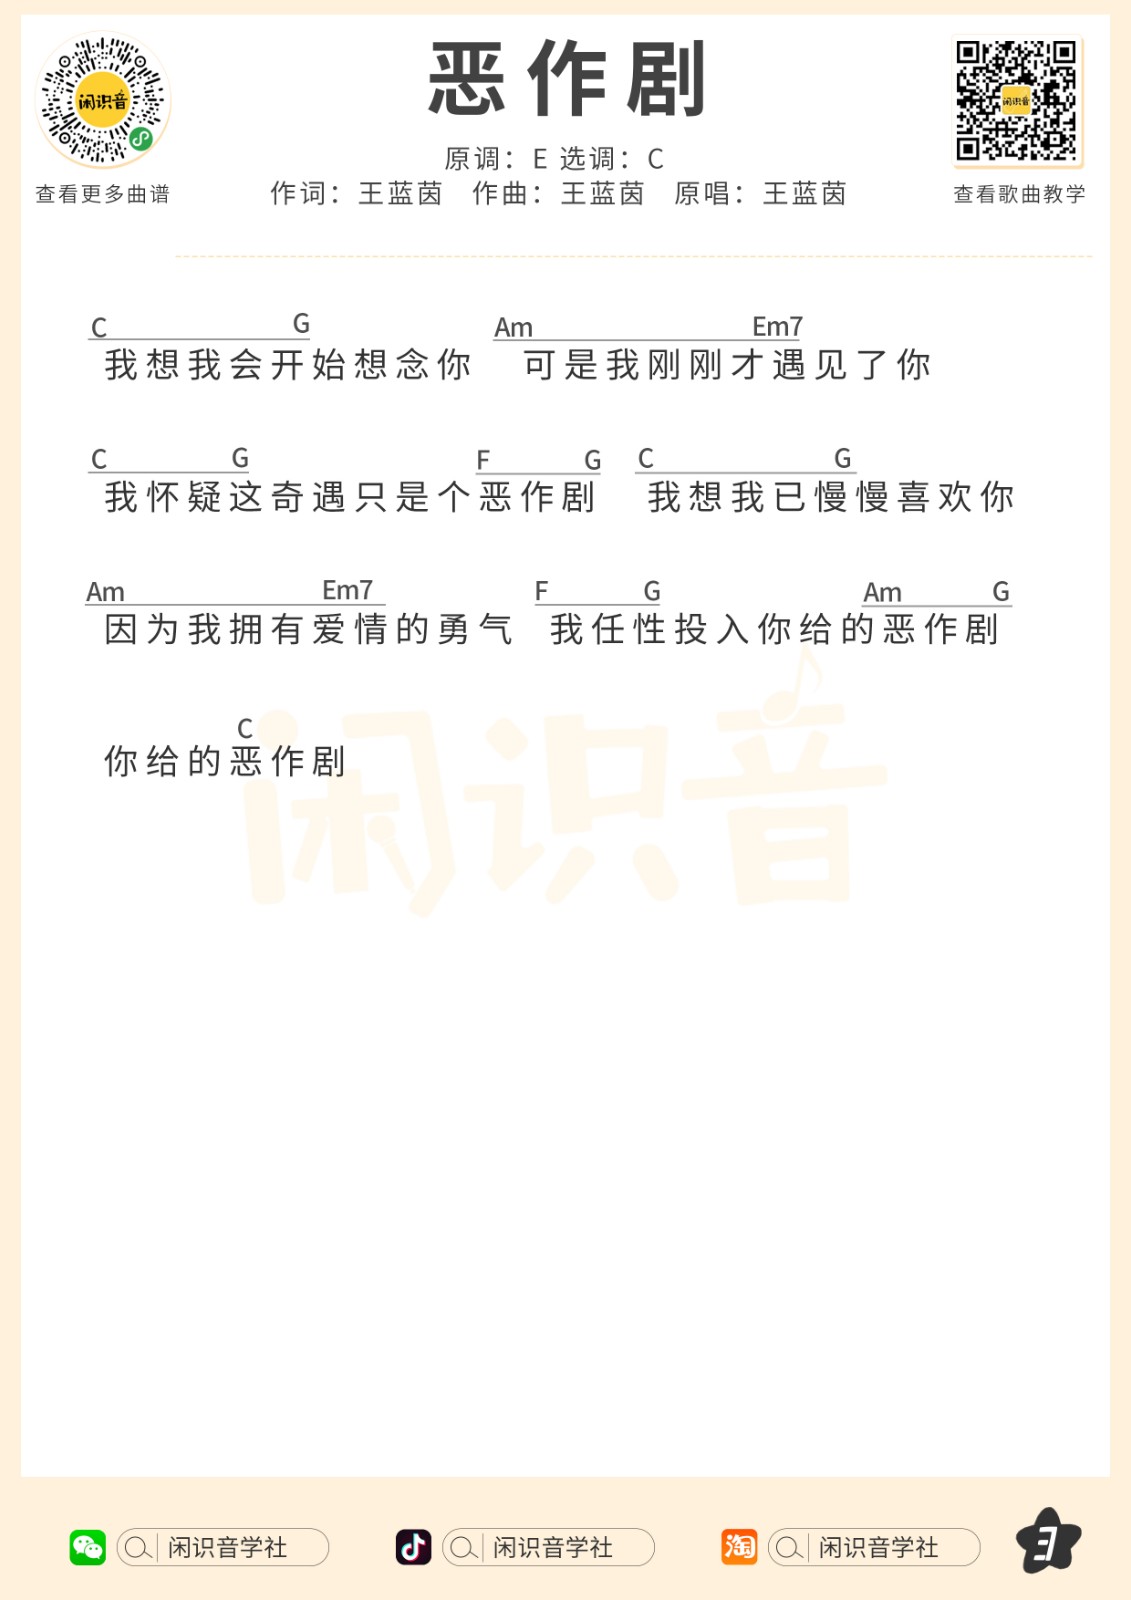 闲识音
闲识音
恶作剧
原调：E 选调：C
作词：王蓝茵 作曲：王蓝茵 原唱：王蓝茵
查看更多曲谱
查看歌曲教学
C G Am Em7
我想我会开始想念你 可是我刚刚才遇见了你
C G F G C G
我怀疑这奇遇只是个恶作剧 我想我已慢慢喜欢你
Am Em7 F G Am G
因为我拥有爱情的勇气 我任性投入你给的恶作剧
C
你给的恶作剧
闲识音
闲识音学社
闲识音学社
淘
闲识音学社
3